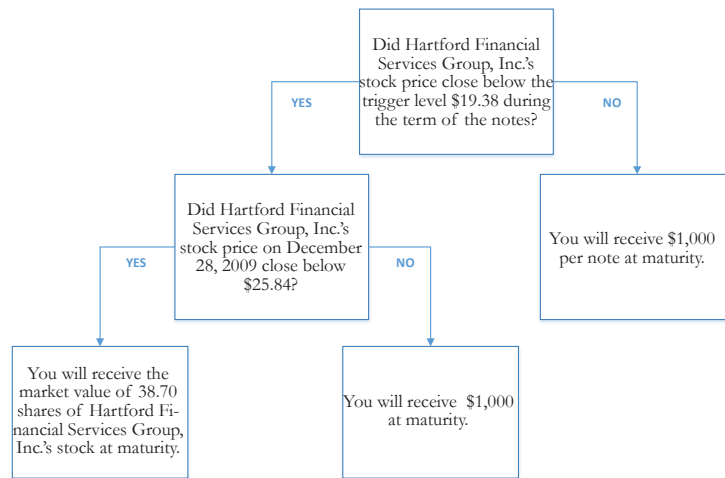 Did Hartford Financial
Services Group, Inc.'s
stock price close below the
trigger level $19.38 during
the term of the notes?
YES
NO
Did Hartford Financial
Services Group, Inc.'s
stock price on December
28, 2009 close below
$25.84?
You will receive $1,000
per note at maturity.
YES
NO
You will receive the
market value of 38.70
shares of Hartford Fi-
nancial Services Group,
Inc.'s stock at maturity.
You will receive $1,000
at maturity.